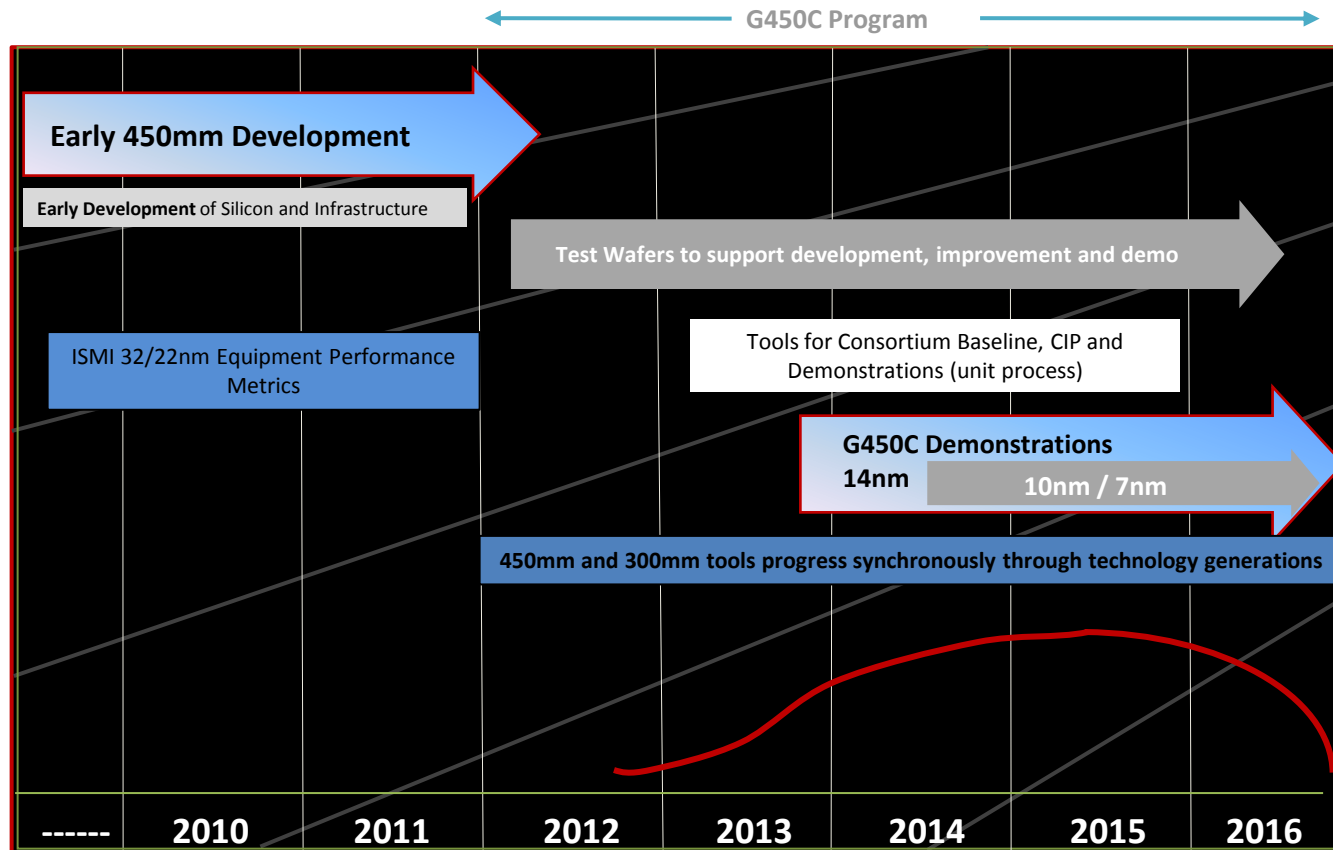 G450C Program
Early 450mm Development
Early Development of Silicon and Infrastructure
Test Wafers to support development, improvement and demo
ISMI 32/22nm Equipment Performance
Metrics
Tools for Consortium Baseline, CIP and
Demonstrations (unit process)
G450C Demonstrations
14nm
10nm / 7nm
450mm and 300mm tools progress synchronously through technology generations
------ 2010 2011 2012 2013 2014 2015 2016